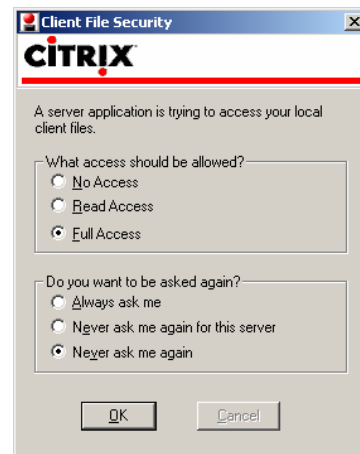 Client File Security
CITRIX
A server application is trying to access your local
client files.
What access should be allowed?
No Access
Read Access
Full Access
Do you want to be asked again?
Always ask me
Never ask me again for this server
Never ask me again
OK
Cancel